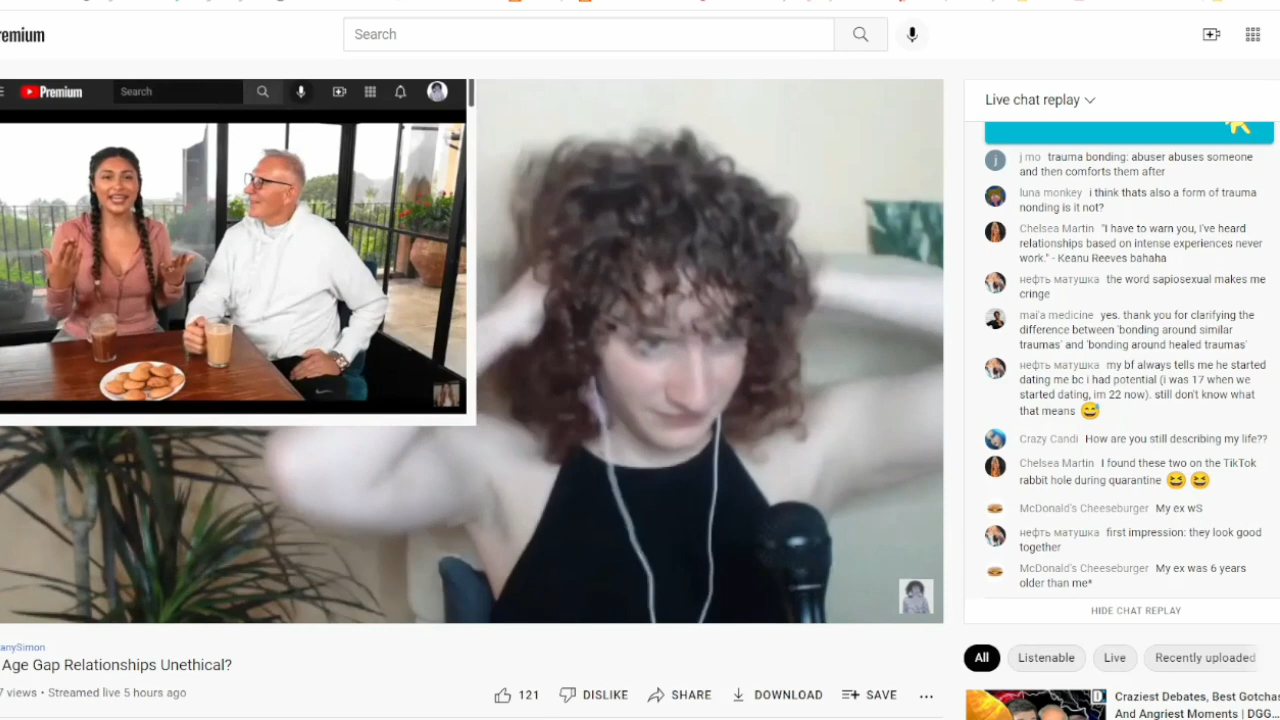 remium
Search
Premium
Search
Live chat replay
j mo trauma bonding: abuser abuses someone
and then comforts them after
luna monkey i think thats also a form of trauma
nonding is it not?
Chelsea Martin "I have to warn you, I've heard
relationships based on intense experiences never
work." - Keanu Reeves bahaha
нефть матушка the word sapiosexual makes me
cringe
mai'a medicine yes. thank you for clarifying the
difference between 'bonding around similar
traumas' and 'bonding around healed traumas'
нефть матушка my bf always tells me he started
dating me bc i had potential (i was 17 when we
started dating, im 22 now). still don't know what
that means 😅
Crazy Candi How are you still describing my life??
Chelsea Martin I found these two on the TikTok
rabbit hole during quarantine 😆 😆
McDonald's Cheeseburger My ex wS
нефть матушка first impression: they look good
together
McDonald's Cheeseburger My ex was 6 years
older than me*
HIDE CHAT REPLAY
anySimon
Age Gap Relationships Unethical?
7 views • Streamed live 5 hours ago
121 DISLIKE SHARE DOWNLOAD SAVE
All Listenable Live Recently uploaded
Craziest Debates, Best Gotchas
And Angriest Moments | DGG...